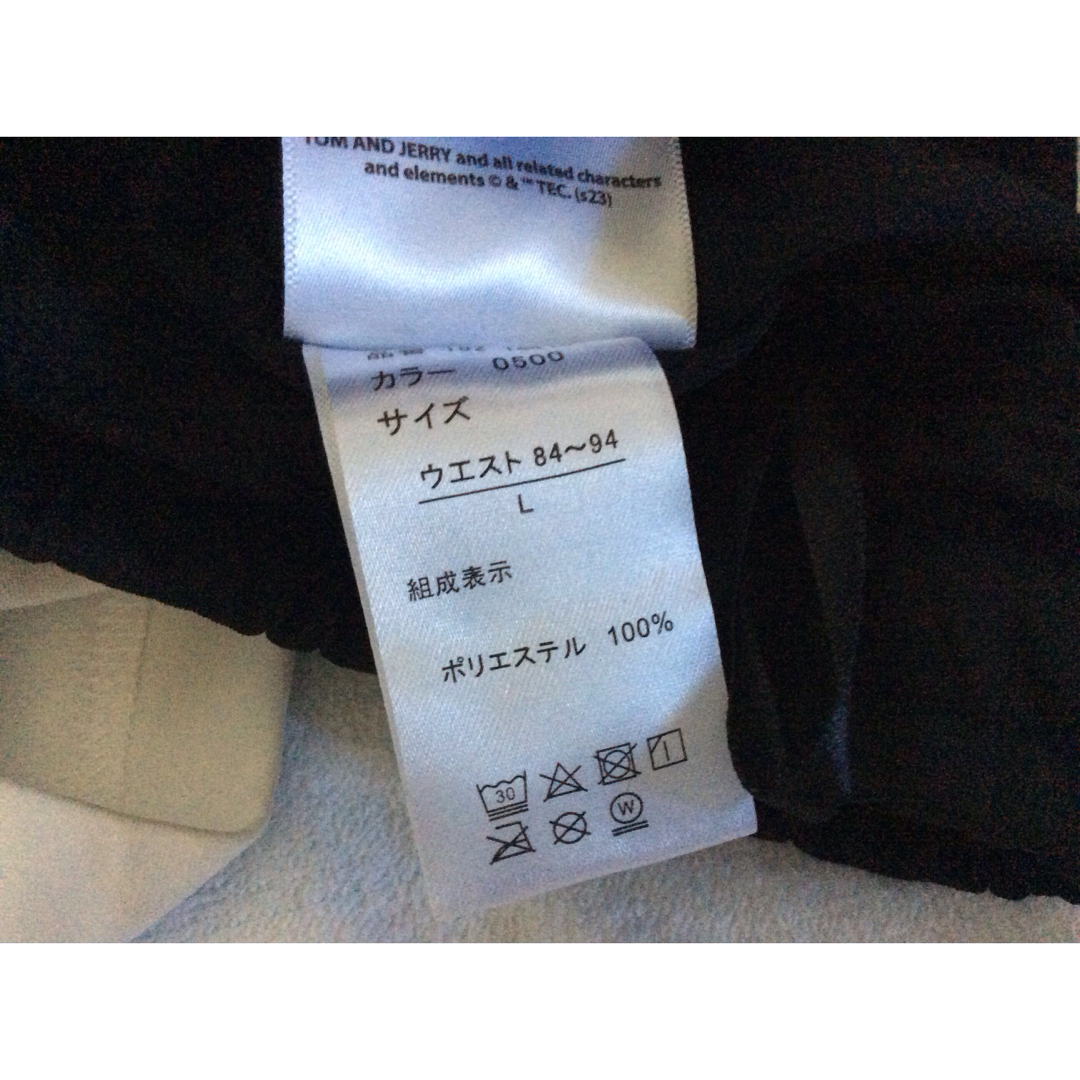 TOM AND JERRY and all related characters
and elements © & ™ TEC. (s23)
カラー 0500
サイズ
ウエスト 84～94
L
組成表示
ポリエステル 100%
30
W